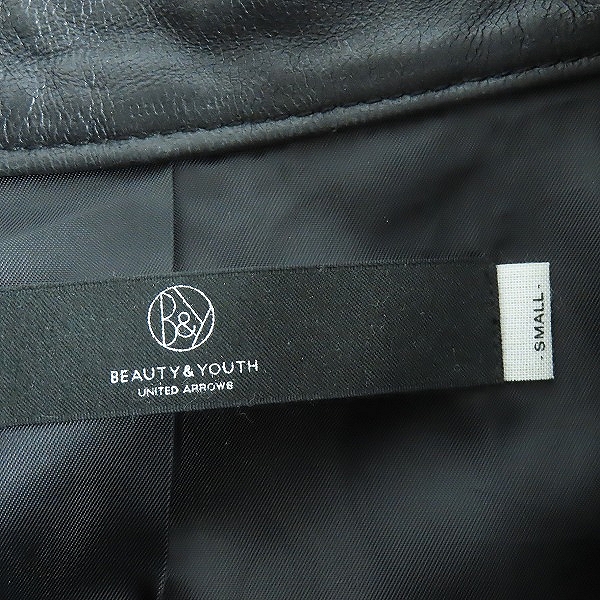 B&Y
BEAUTY & YOUTH
UNITED ARROWS
- SMALL -